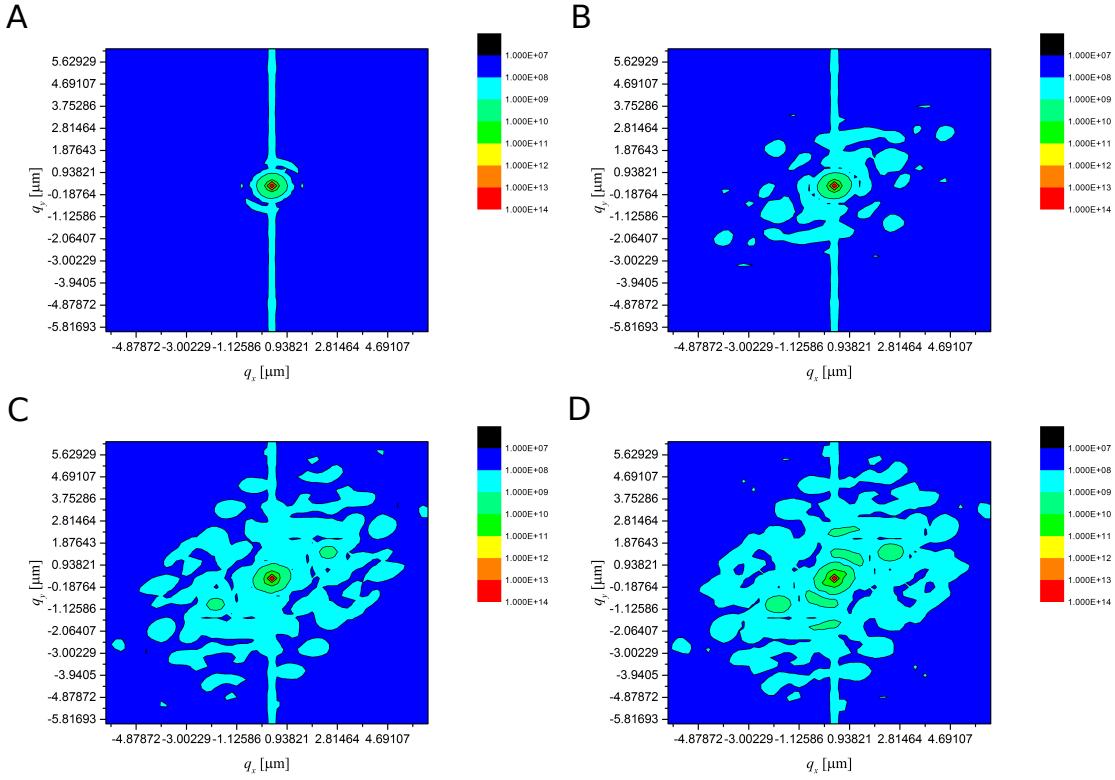 A
5.62929
4.69107
3.75286
2.81464
1.87643
0.93821
-0.18764
-1.12586
-2.06407
-3.00229
-3.9405
-4.87872
-5.81693
q_y [μm]
-4.87872 -3.00229 -1.12586 0.93821 2.81464 4.69107
q_x [μm]
1.000E+07
1.000E+08
1.000E+09
1.000E+10
1.000E+11
1.000E+12
1.000E+13
1.000E+14
B
5.62929
4.69107
3.75286
2.81464
1.87643
0.93821
-0.18764
-1.12586
-2.06407
-3.00229
-3.9405
-4.87872
-5.81693
q_y [μm]
-4.87872 -3.00229 -1.12586 0.93821 2.81464 4.69107
q_x [μm]
1.000E+07
1.000E+08
1.000E+09
1.000E+10
1.000E+11
1.000E+12
1.000E+13
1.000E+14
C
5.62929
4.69107
3.75286
2.81464
1.87643
0.93821
-0.18764
-1.12586
-2.06407
-3.00229
-3.9405
-4.87872
-5.81693
q_y [μm]
-4.87872 -3.00229 -1.12586 0.93821 2.81464 4.69107
q_x [μm]
1.000E+07
1.000E+08
1.000E+09
1.000E+10
1.000E+11
1.000E+12
1.000E+13
1.000E+14
D
5.62929
4.69107
3.75286
2.81464
1.87643
0.93821
-0.18764
-1.12586
-2.06407
-3.00229
-3.9405
-4.87872
-5.81693
q_y [μm]
-4.87872 -3.00229 -1.12586 0.93821 2.81464 4.69107
q_x [μm]
1.000E+07
1.000E+08
1.000E+09
1.000E+10
1.000E+11
1.000E+12
1.000E+13
1.000E+14